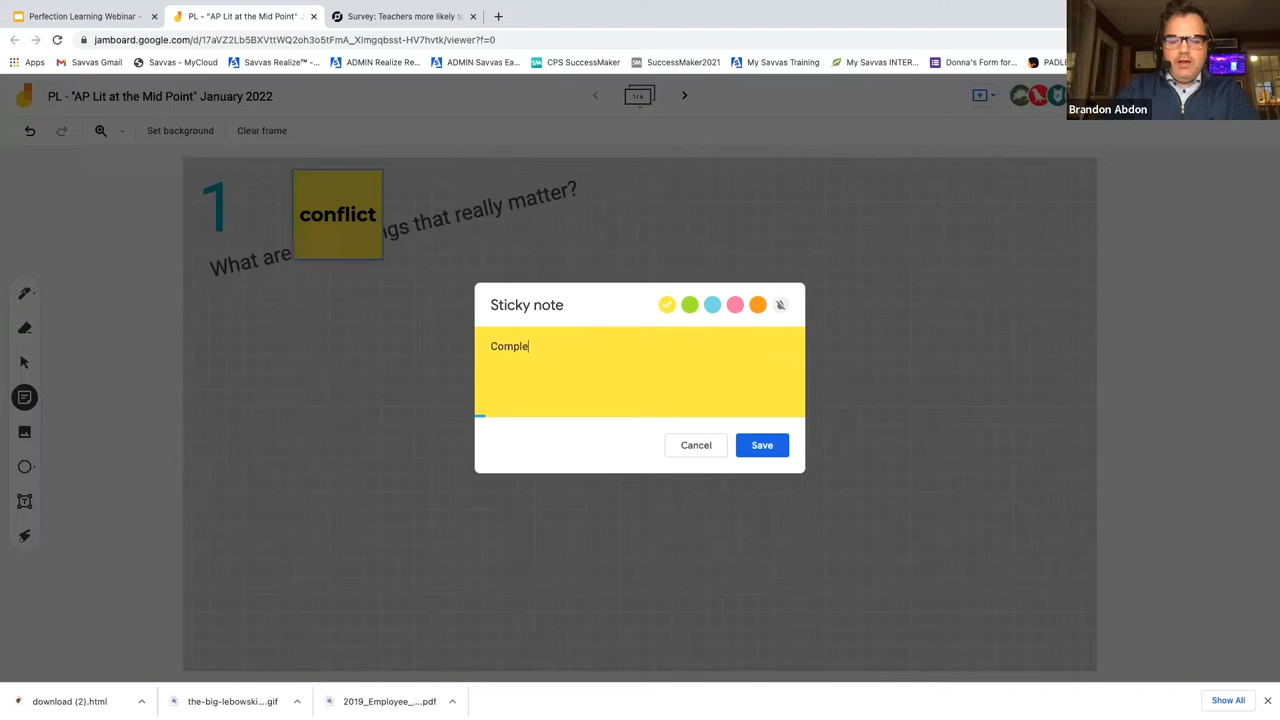 Perfection Learning Webinar -
PL - "AP Lit at the Mid Point" J
Survey: Teachers more likely to
jamboard.google.com/d/17aVZ2Lb5BXVttWQ2oh3o5tFmA_XImgqbsst-HV7hvtk/viewer?f=0
Apps
Savvas Gmail
Savvas - MyCloud
Savvas Realize™ -...
ADMIN Realize Re...
ADMIN Savvas Ea...
CPS SuccessMaker
SuccessMaker2021
My Savvas Training
My Savvas INTER...
Donna's Form for...
PADLE
Brandon Abdon
PL - "AP Lit at the Mid Point" January 2022
1/6
Set background
Clear frame
1
conflict
What are ngs that really matter?
Sticky note
Comple
Cancel
Save
download (2).html
the-big-lebowski....gif
2019_Employee_....pdf
Show All